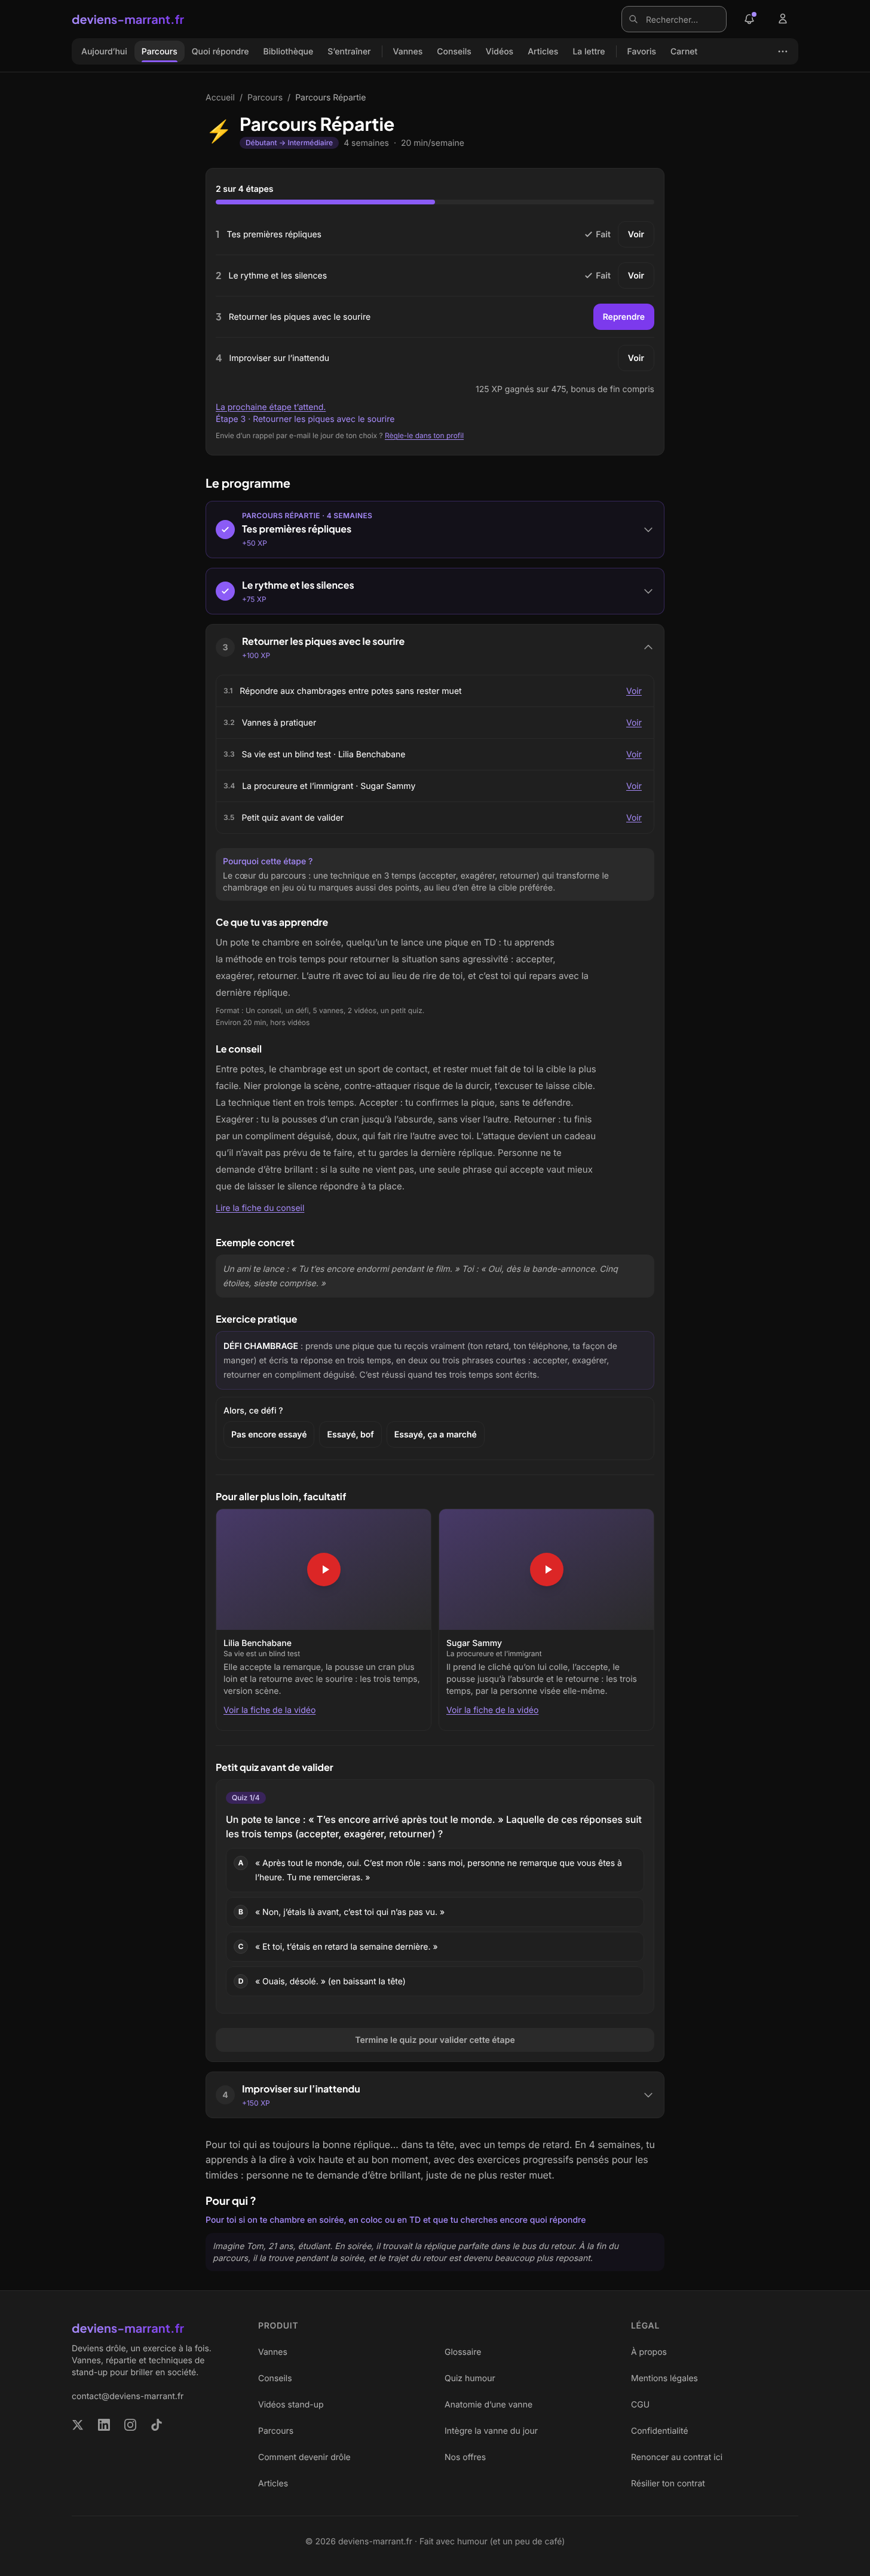 deviens-marrant.fr
Rechercher...
Aujourd'hui
Parcours
Quoi répondre
Bibliothèque
S'entraîner
Vannes
Conseils
Vidéos
Articles
La lettre
Favoris
Carnet
Accueil / Parcours / Parcours Répartie
⚡ Parcours Répartie
Débutant → Intermédiaire 4 semaines · 20 min/semaine
2 sur 4 étapes
1 Tes premières répliques Fait Voir
2 Le rythme et les silences Fait Voir
3 Retourner les piques avec le sourire Reprendre
4 Improviser sur l'inattendu Voir
125 XP gagnés sur 475, bonus de fin compris
La prochaine étape t'attend.
Étape 3 · Retourner les piques avec le sourire
Envie d'un rappel par e-mail le jour de ton choix ? Règle-le dans ton profil
Le programme
PARCOURS RÉPARTIE · 4 SEMAINES
Tes premières répliques
+50 XP
Le rythme et les silences
+75 XP
3 Retourner les piques avec le sourire
+100 XP
3.1 Répondre aux chambrages entre potes sans rester muet Voir
3.2 Vannes à pratiquer Voir
3.3 Sa vie est un blind test · Lilia Benchabane Voir
3.4 La procureure et l'immigrant · Sugar Sammy Voir
3.5 Petit quiz avant de valider Voir
Pourquoi cette étape ?
Le cœur du parcours : une technique en 3 temps (accepter, exagérer, retourner) qui transforme le
chambrage en jeu où tu marques aussi des points, au lieu d'en être la cible préférée.
Ce que tu vas apprendre
Un pote te chambre en soirée, quelqu'un te lance une pique en TD : tu apprends
la méthode en trois temps pour retourner la situation sans agressivité : accepter,
exagérer, retourner. L'autre rit avec toi au lieu de rire de toi, et c'est toi qui repars avec la
dernière réplique.
Format : Un conseil, un défi, 5 vannes, 2 vidéos, un petit quiz.
Environ 20 min, hors vidéos
Le conseil
Entre potes, le chambrage est un sport de contact, et rester muet fait de toi la cible la plus
facile. Nier prolonge la scène, contre-attaquer risque de la durcir, t'excuser te laisse cible.
La technique tient en trois temps. Accepter : tu confirmes la pique, sans te défendre.
Exagérer : tu la pousses d'un cran jusqu'à l'absurde, sans viser l'autre. Retourner : tu finis
par un compliment déguisé, doux, qui fait rire l'autre avec toi. L'attaque devient un cadeau
qu'il n'avait pas prévu de te faire, et tu gardes la dernière réplique. Personne ne te
demande d'être brillant : si la suite ne vient pas, une seule phrase qui accepte vaut mieux
que de laisser le silence répondre à ta place.
Lire la fiche du conseil
Exemple concret
Un ami te lance : « Tu t'es encore endormi pendant le film. » Toi : « Oui, dès la bande-annonce. Cinq
étoiles, sieste comprise. »
Exercice pratique
DÉFI CHAMBRAGE : prends une pique que tu reçois vraiment (ton retard, ton téléphone, ta façon de
manger) et écris ta réponse en trois temps, en deux ou trois phrases courtes : accepter, exagérer,
retourner en compliment déguisé. C'est réussi quand tes trois temps sont écrits.
Alors, ce défi ?
Pas encore essayé
Essayé, bof
Essayé, ça a marché
Pour aller plus loin, facultatif
Lilia Benchabane
Sa vie est un blind test
Elle accepte la remarque, la pousse un cran plus
loin et la retourne avec le sourire : les trois temps,
version scène.
Voir la fiche de la vidéo
Sugar Sammy
La procureure et l'immigrant
Il prend le cliché qu'on lui colle, l'accepte, le
pousse jusqu'à l'absurde et le retourne : les trois
temps, par la personne visée elle-même.
Voir la fiche de la vidéo
Petit quiz avant de valider
Quiz 1/4
Un pote te lance : « T'es encore arrivé après tout le monde. » Laquelle de ces réponses suit
les trois temps (accepter, exagérer, retourner) ?
A « Après tout le monde, oui. C'est mon rôle : sans moi, personne ne remarque que vous êtes à
l'heure. Tu me remercieras. »
B « Non, j'étais là avant, c'est toi qui n'as pas vu. »
C « Et toi, t'étais en retard la semaine dernière. »
D « Ouais, désolé. » (en baissant la tête)
Termine le quiz pour valider cette étape
4 Improviser sur l'inattendu
+150 XP
Pour toi qui as toujours la bonne réplique... dans ta tête, avec un temps de retard. En 4 semaines, tu
apprends à la dire à voix haute et au bon moment, avec des exercices progressifs pensés pour les
timides : personne ne te demande d'être brillant, juste de ne plus rester muet.
Pour qui ?
Pour toi si on te chambre en soirée, en coloc ou en TD et que tu cherches encore quoi répondre
Imagine Tom, 21 ans, étudiant. En soirée, il trouvait la réplique parfaite dans le bus du retour. À la fin du
parcours, il la trouve pendant la soirée, et le trajet du retour est devenu beaucoup plus reposant.
deviens-marrant.fr
Deviens drôle, un exercice à la fois.
Vannes, répartie et techniques de
stand-up pour briller en société.
contact@deviens-marrant.fr
PRODUIT
Vannes
Conseils
Vidéos stand-up
Parcours
Comment devenir drôle
Articles
Glossaire
Quiz humour
Anatomie d'une vanne
Intègre la vanne du jour
Nos offres
LÉGAL
À propos
Mentions légales
CGU
Confidentialité
Renoncer au contrat ici
Résilier ton contrat
© 2026 deviens-marrant.fr · Fait avec humour (et un peu de café)